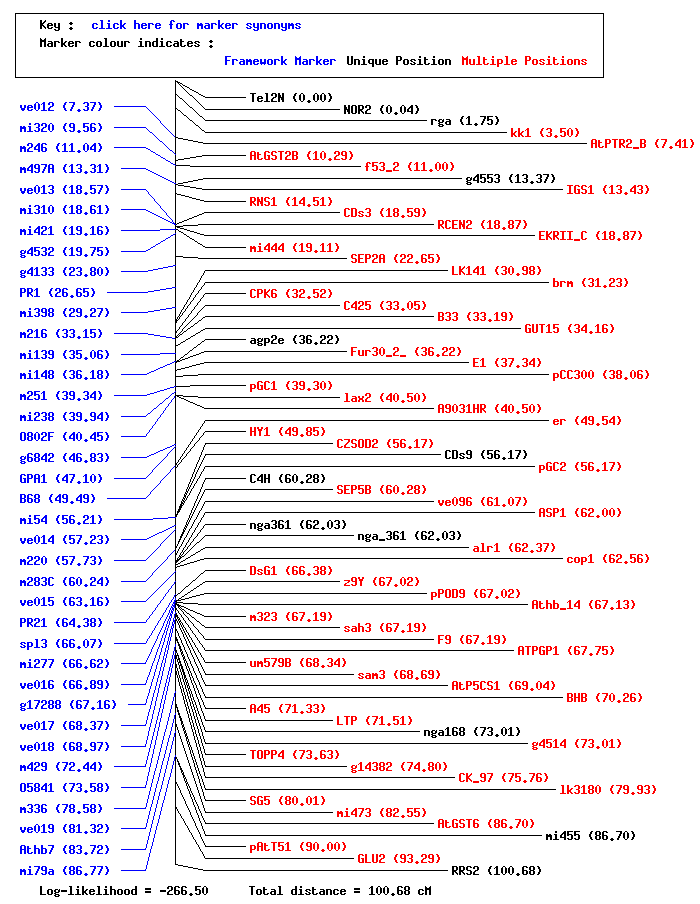 Key : click here for marker synonyms
Marker colour indicates :
Framework Marker Unique Position Multiple Positions
ve012 (7.37)
mi320 (9.56)
m246 (11.04)
m497A (13.31)
ve013 (18.57)
mi310 (18.61)
mi421 (19.16)
g4532 (19.75)
g4133 (23.80)
PR1 (26.65)
mi398 (29.27)
m216 (33.15)
mi139 (35.06)
mi148 (36.18)
m251 (39.34)
mi238 (39.94)
O802F (40.45)
g6842 (46.83)
GPA1 (47.10)
B68 (49.49)
mi54 (56.21)
ve014 (57.23)
m220 (57.73)
m283C (60.24)
ve015 (63.16)
PR21 (64.38)
spl3 (66.07)
mi277 (66.62)
ve016 (66.89)
g17288 (67.16)
ve017 (68.37)
ve018 (68.97)
m429 (72.44)
O5841 (73.58)
m336 (78.58)
ve019 (81.32)
Athb7 (83.72)
mi79a (86.77)
Tel2N (0.00)
NOR2 (0.04)
rga (1.75)
kk1 (3.50)
AtPTR2_B (7.41)
AtGST2B (10.29)
f53_2 (11.00)
g4553 (13.37)
IGS1 (13.43)
RNS1 (14.51)
CDs3 (18.59)
RCEN2 (18.87)
EKRII_C (18.87)
mi444 (19.11)
SEP2A (22.65)
LK141 (30.98)
brm (31.23)
CPK6 (32.52)
C425 (33.05)
B33 (33.19)
GUT15 (34.16)
agp2e (36.22)
Fur30_2_ (36.22)
E1 (37.34)
pCC300 (38.06)
pGC1 (39.30)
lax2 (40.50)
A9031HR (40.50)
er (49.54)
HY1 (49.85)
CZSOD2 (56.17)
CDs9 (56.17)
pGC2 (56.17)
C4H (60.28)
SEP5B (60.28)
ve096 (61.07)
ASP1 (62.00)
nga361 (62.03)
nga_361 (62.03)
alr1 (62.37)
cop1 (62.56)
DsG1 (66.38)
z9Y (67.02)
pPOD9 (67.02)
Athb_14 (67.13)
m323 (67.19)
sah3 (67.19)
F9 (67.19)
ATPGP1 (67.75)
um579B (68.34)
sam3 (68.69)
AtP5CS1 (69.04)
BHB (70.26)
A45 (71.33)
LTP (71.51)
nga168 (73.01)
g4514 (73.01)
TOPP4 (73.63)
g14382 (74.80)
CK_97 (75.76)
lk3180 (79.93)
SG5 (80.01)
mi473 (82.55)
AtGST6 (86.70)
mi455 (86.70)
pAtT51 (90.00)
GLU2 (93.29)
RRS2 (100.68)
Log-likelihood = -266.50 Total distance = 100.68 cM